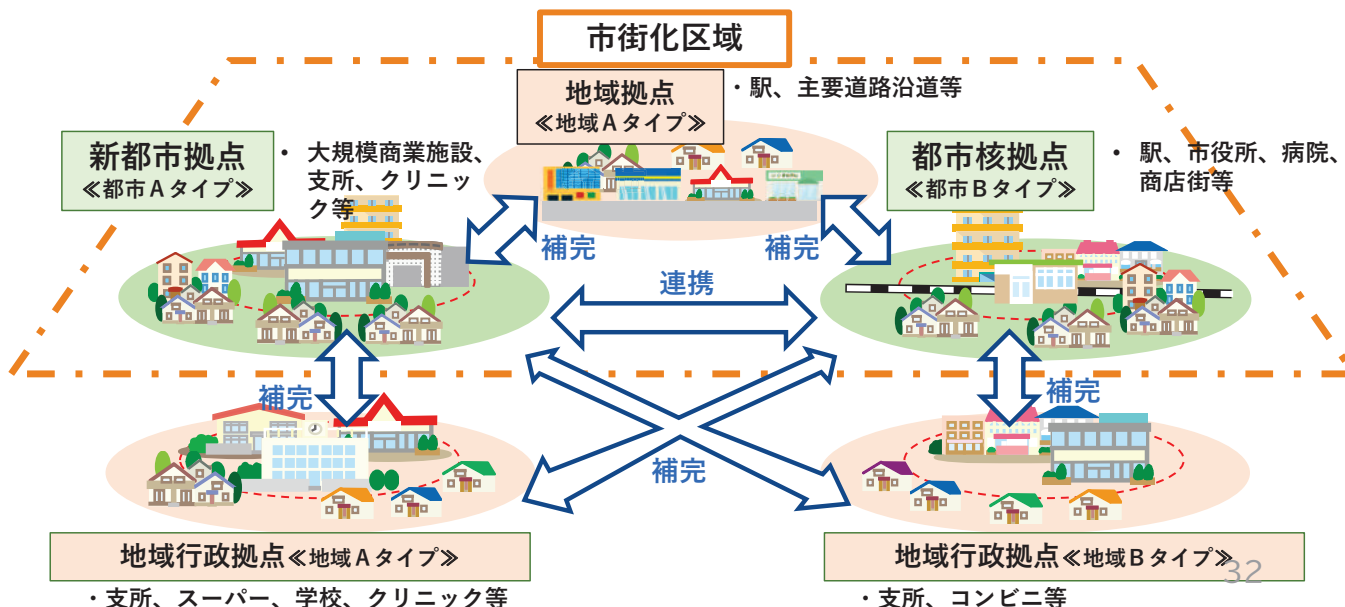 市街化区域
地域拠点
≪地域Aタイプ≫
・駅、主要道路沿道等
新都市拠点
≪都市Aタイプ≫
・ 大規模商業施設、
支所、クリニッ
ク等
都市核拠点
≪都市Bタイプ≫
・ 駅、市役所、病院、
商店街等
補完
補完
連携
補完
補完
補完
地域行政拠点≪地域Aタイプ≫
・支所、スーパー、学校、クリニック等
地域行政拠点≪地域Bタイプ≫
32
・支所、コンビニ等